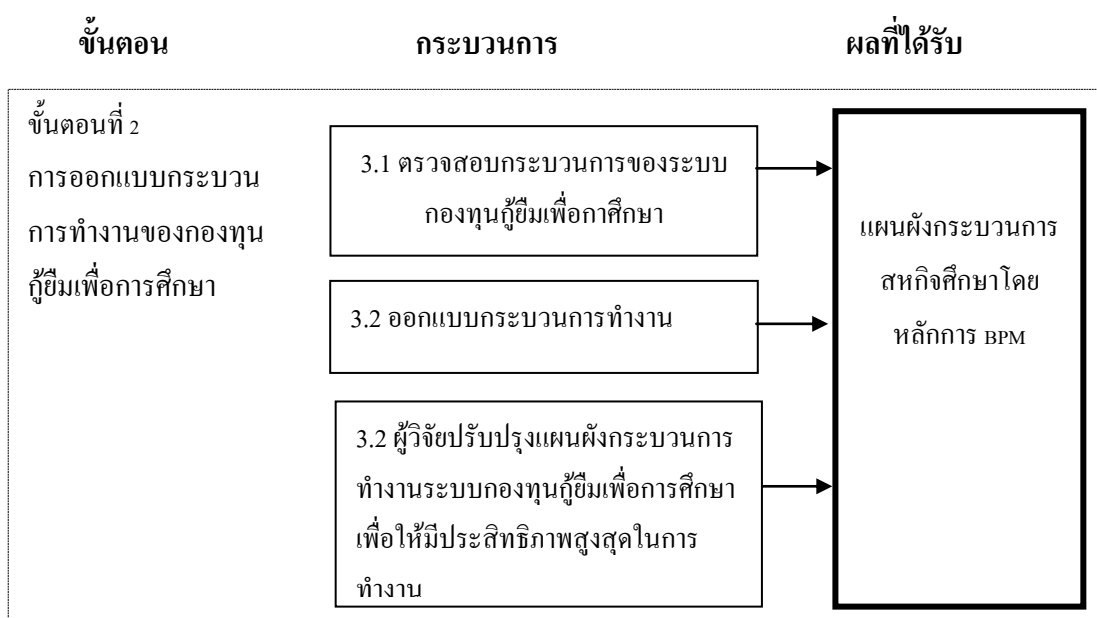 ขั้นตอน กระบวนการ ผลที่ได้รับ
ขั้นตอนที่ 2
การออกแบบกระบวน
การทำงานของกองทุน
กู้ยืมเพื่อการศึกษา
3.1 ตรวจสอบกระบวนการของระบบ
กองทุนกู้ยืมเพื่อกาศึกษา
3.2 ออกแบบกระบวนการทำงาน
3.2 ผู้วิจัยปรับปรุงแผนผังกระบวนการ
ทำงานระบบกองทุนกู้ยืมเพื่อการศึกษา
เพื่อให้มีประสิทธิภาพสูงสุดในการ
ทำงาน
แผนผังกระบวนการ
สหกิจศึกษาโดย
หลักการ BPM